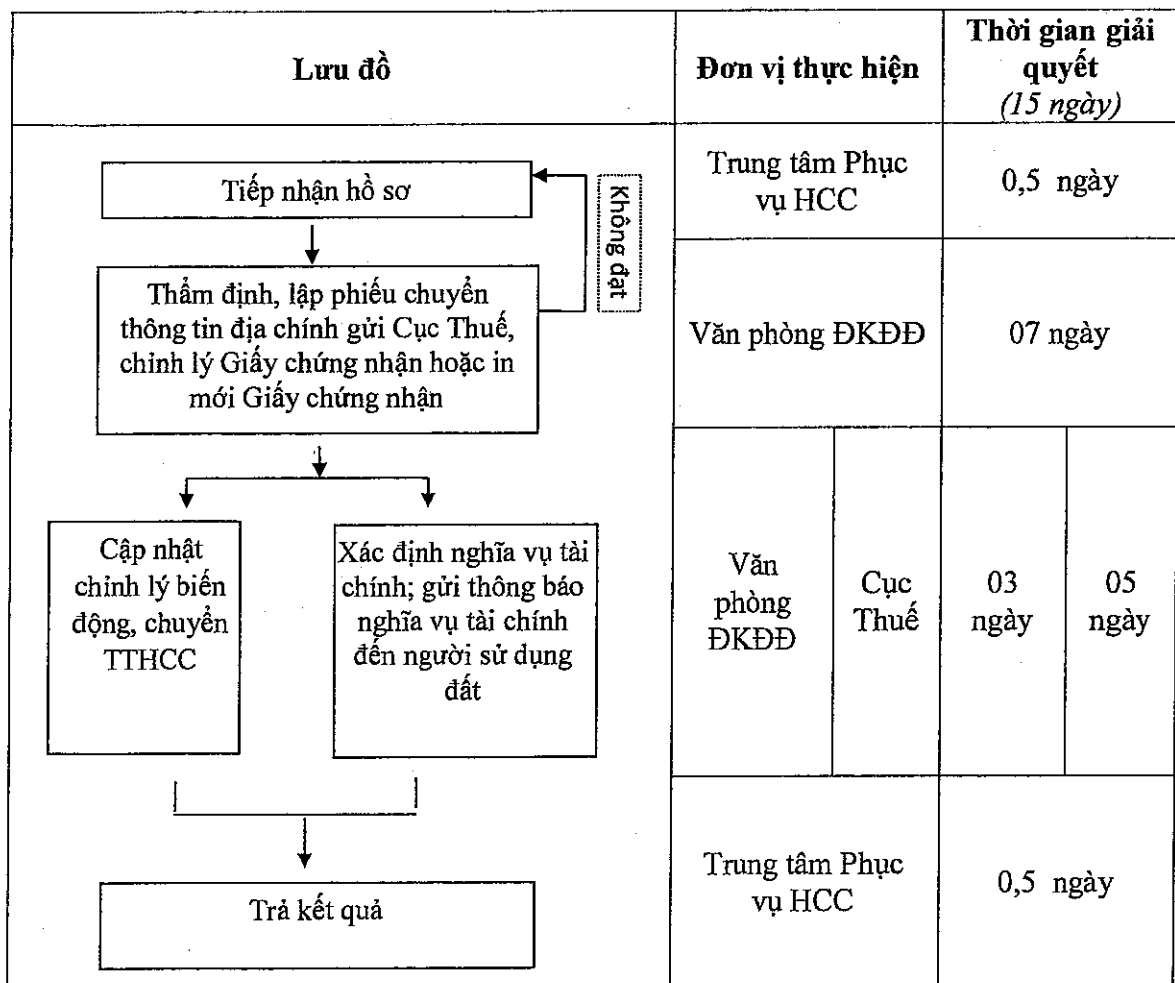 Lưu đồ
Đơn vị thực hiện
Thời gian giải
quyết
(15 ngày)
Tiếp nhận hồ sơ
Không đạt
Trung tâm Phục
vụ HCC
0,5 ngày
Thẩm định, lập phiếu chuyển
thông tin địa chính gửi Cục Thuế,
chỉnh lý Giấy chứng nhận hoặc in
mới Giấy chứng nhận
Văn phòng ĐKĐĐ
07 ngày
Cập nhật
chỉnh lý biến
động, chuyển
TTHCC
Xác định nghĩa vụ tài
chính; gửi thông báo
nghĩa vụ tài chính
đến người sử dụng
đất
Văn
phòng
ĐKĐĐ
Cục
Thuế
03
ngày
05
ngày
Trả kết quả
Trung tâm Phục
vụ HCC
0,5 ngày